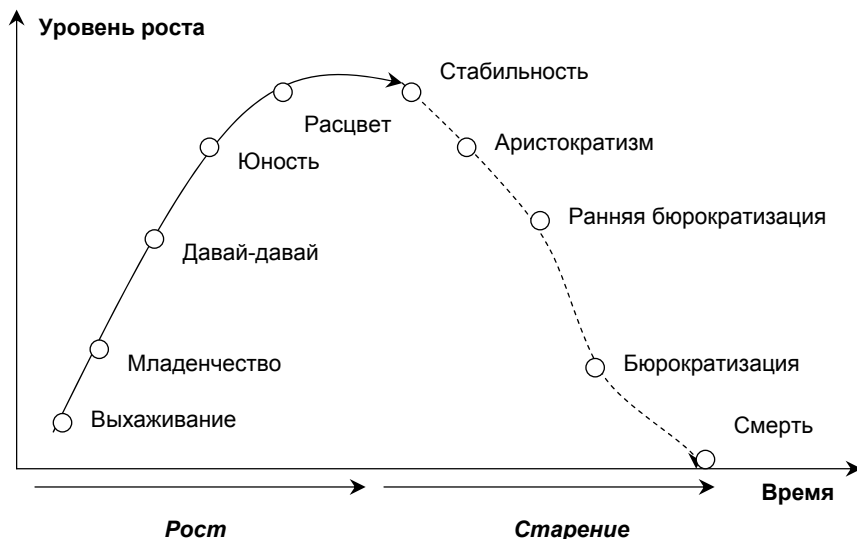 Уровень роста
Стабильность
Расцвет
Аристократизм
Юность
Ранняя бюрократизация
Давай-давай
Младенчество
Бюрократизация
Выхаживание
Смерть
Время
Рост
Старение